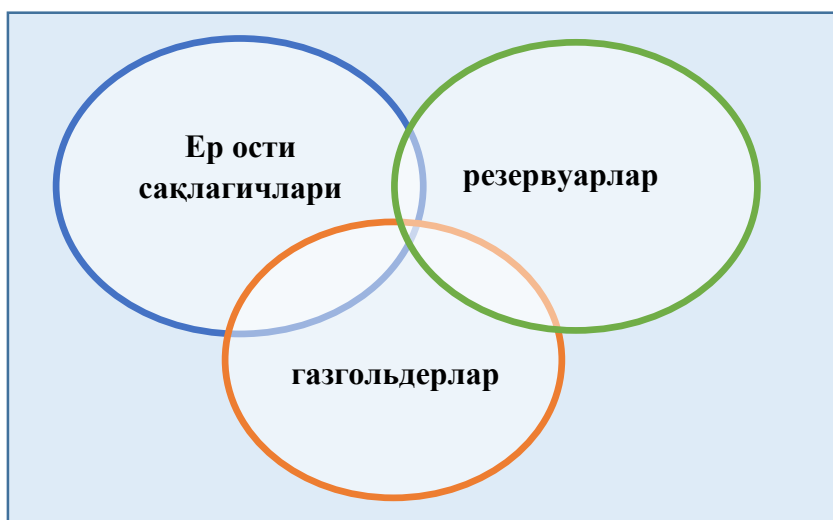 Ер ости
сақлагичлари
резервуарлар
газгольдерлар